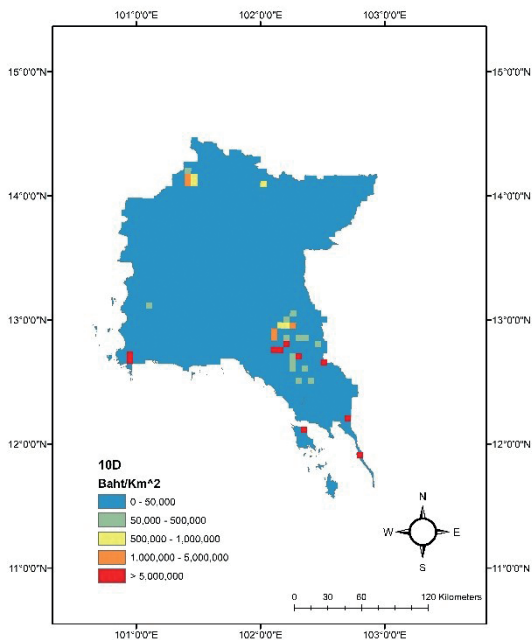 101°0'0"E 102°0'0"E 103°0'0"E
15°0'0"N 15°0'0"N
14°0'0"N 14°0'0"N
13°0'0"N 13°0'0"N
12°0'0"N 12°0'0"N
11°0'0"N 11°0'0"N
10D
Baht/Km^2
0 - 50,000
50,000 - 500,000
500,000 - 1,000,000
1,000,000 - 5,000,000
> 5,000,000
N
W E
S
0 30 60 120 Kilometers
101°0'0"E 102°0'0"E 103°0'0"E